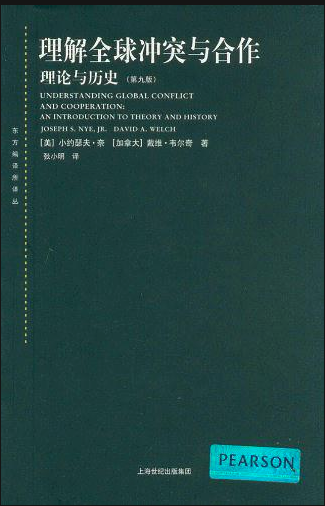 理解全球冲突与合作
理论与历史（第九版）
UNDERSTANDING GLOBAL CONFLICT
AND COOPERATION:
AN INTRODUCTION TO THEORY AND HISTORY
JOSEPH S. NYE, JR. DAVID A. WELCH
［美］小约瑟夫·奈 ［加拿大］戴维·韦尔奇 著
张小明 译
东方编译所译丛
PEARSON
上海世纪出版集团